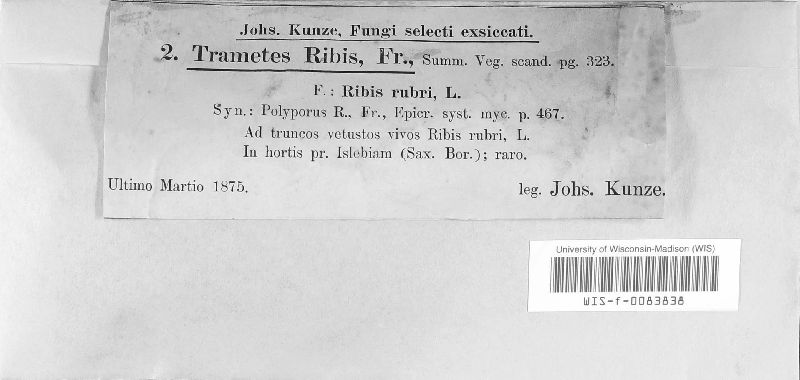 Johs. Kunze, Fungi selecti exsiccati.
2. Trametes Ribis, Fr., Summ. Veg. scand. pg. 323.
F.: Ribis rubri, L.
Syn.: Polyporus R., Fr., Epicr. syst. myc. p. 467.
Ad truncos vetustos vivos Ribis rubri, L.
In hortis pr. Islebiam (Sax. Bor.); raro.
Ultimo Martio 1875. leg. Johs. Kunze.
University of Wisconsin-Madison (WIS)
WIS-f-0083838